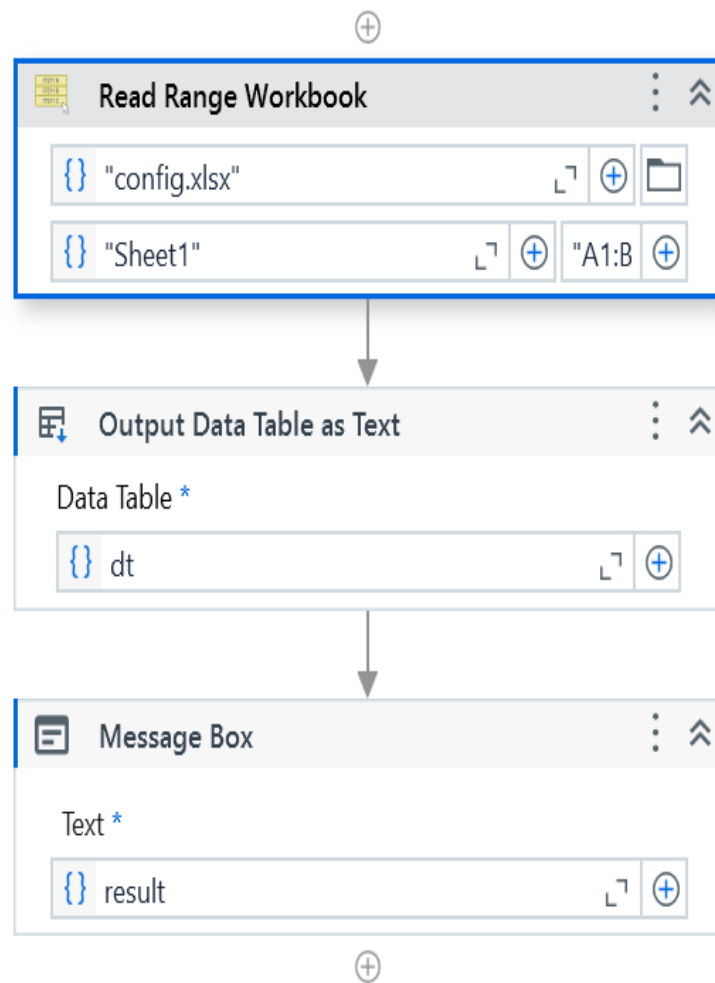 Read Range Workbook
{} "config.xlsx"
{} "Sheet1" "A1:B
Output Data Table as Text
Data Table *
{} dt
Message Box
Text *
{} result